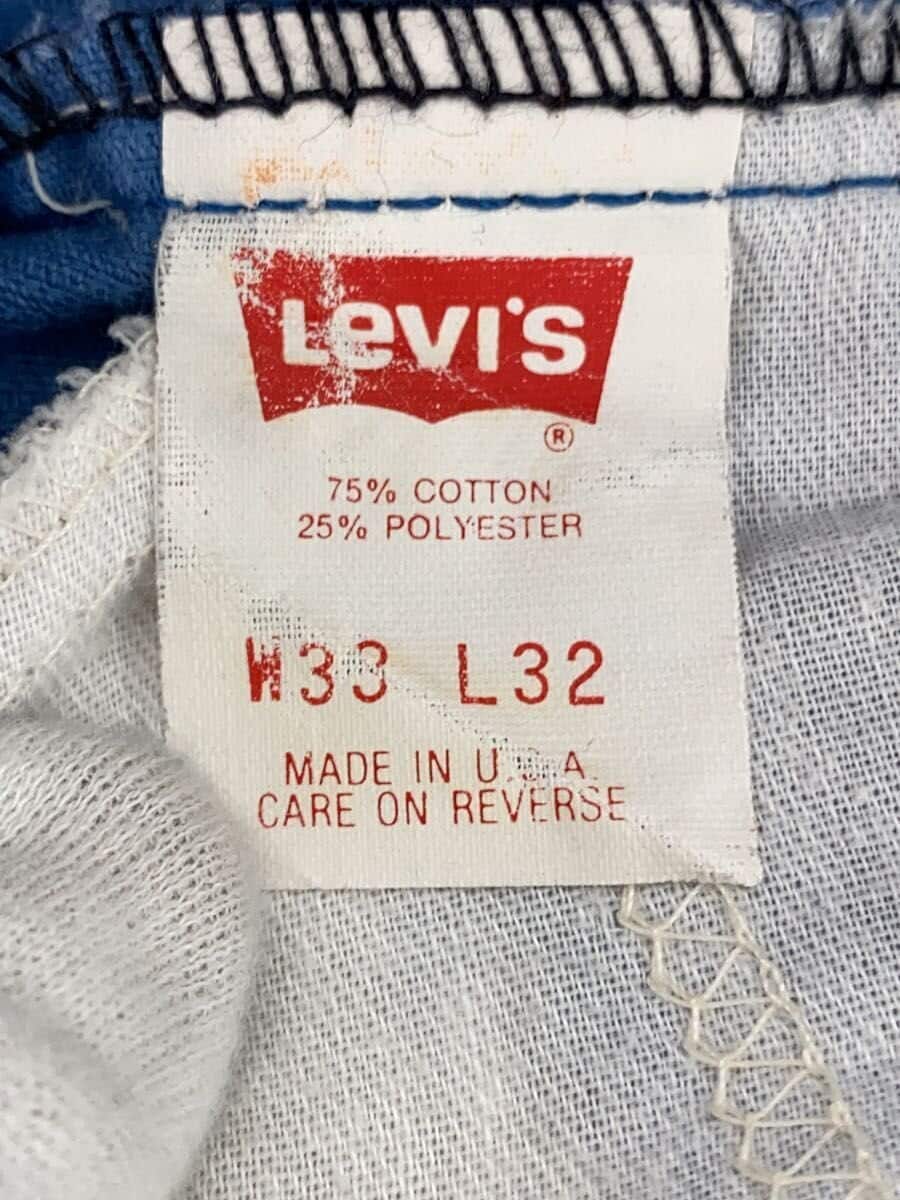 Levi's
®
75% COTTON
25% POLYESTER
W33 L32
MADE IN U.S.A.
CARE ON REVERSE